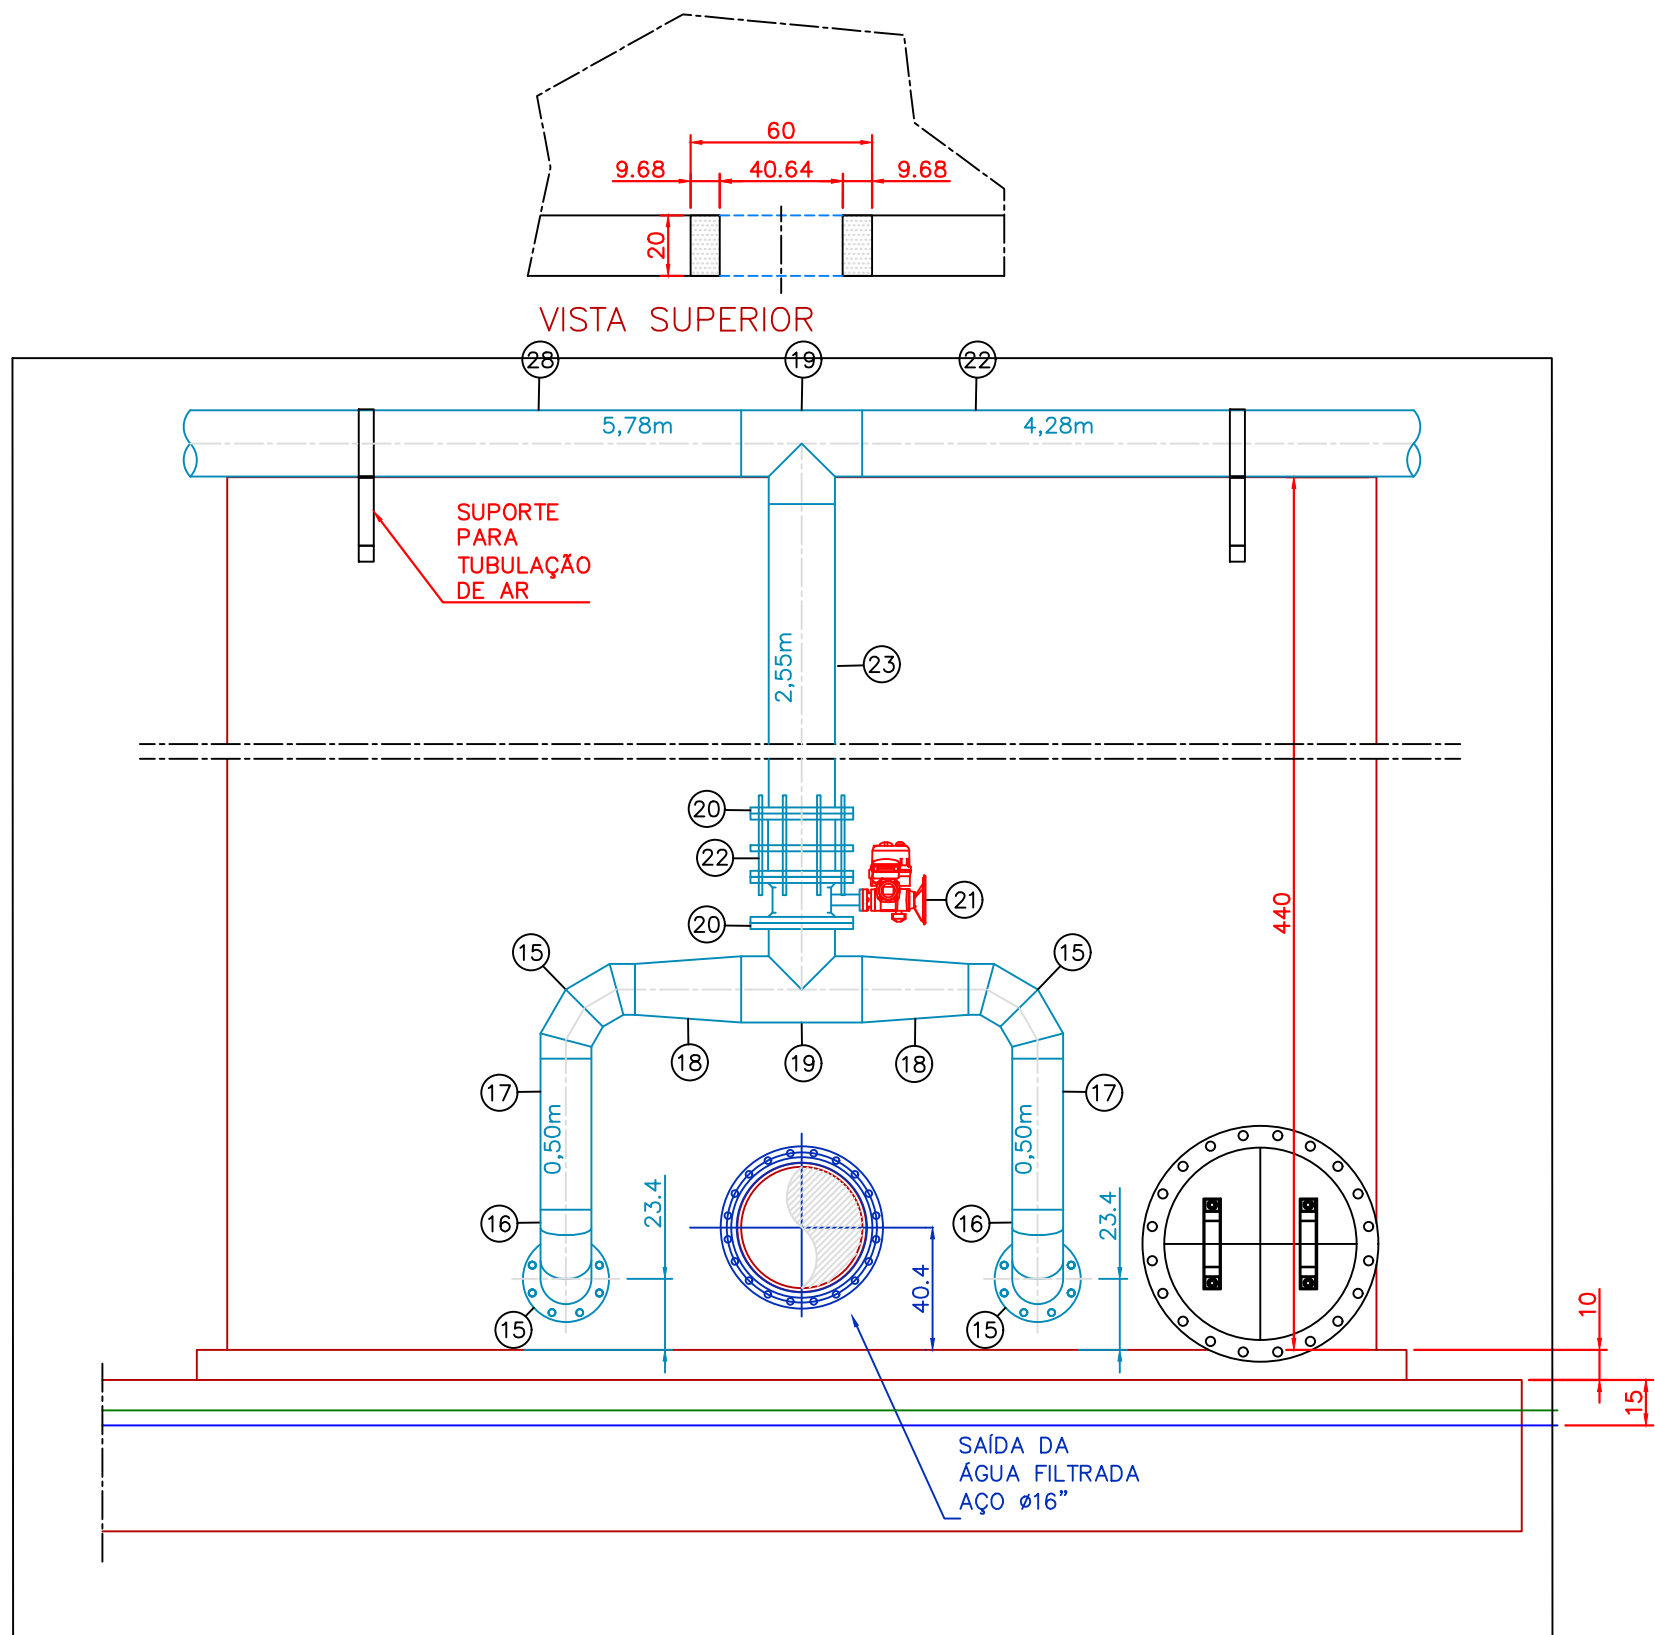 60
9.68 40.64 9.68
20
VISTA SUPERIOR
28 19 22
5,78m 4,28m
SUPORTE
PARA
TUBULAÇÃO
DE AR
2,55m
23
20
22
21
20
440
15 15
18 19 18
17 17
0,50m 0,50m
23.4 23.4
16 16
40.4
15 15
10
15
SAÍDA DA
ÁGUA FILTRADA
AÇO ø16"